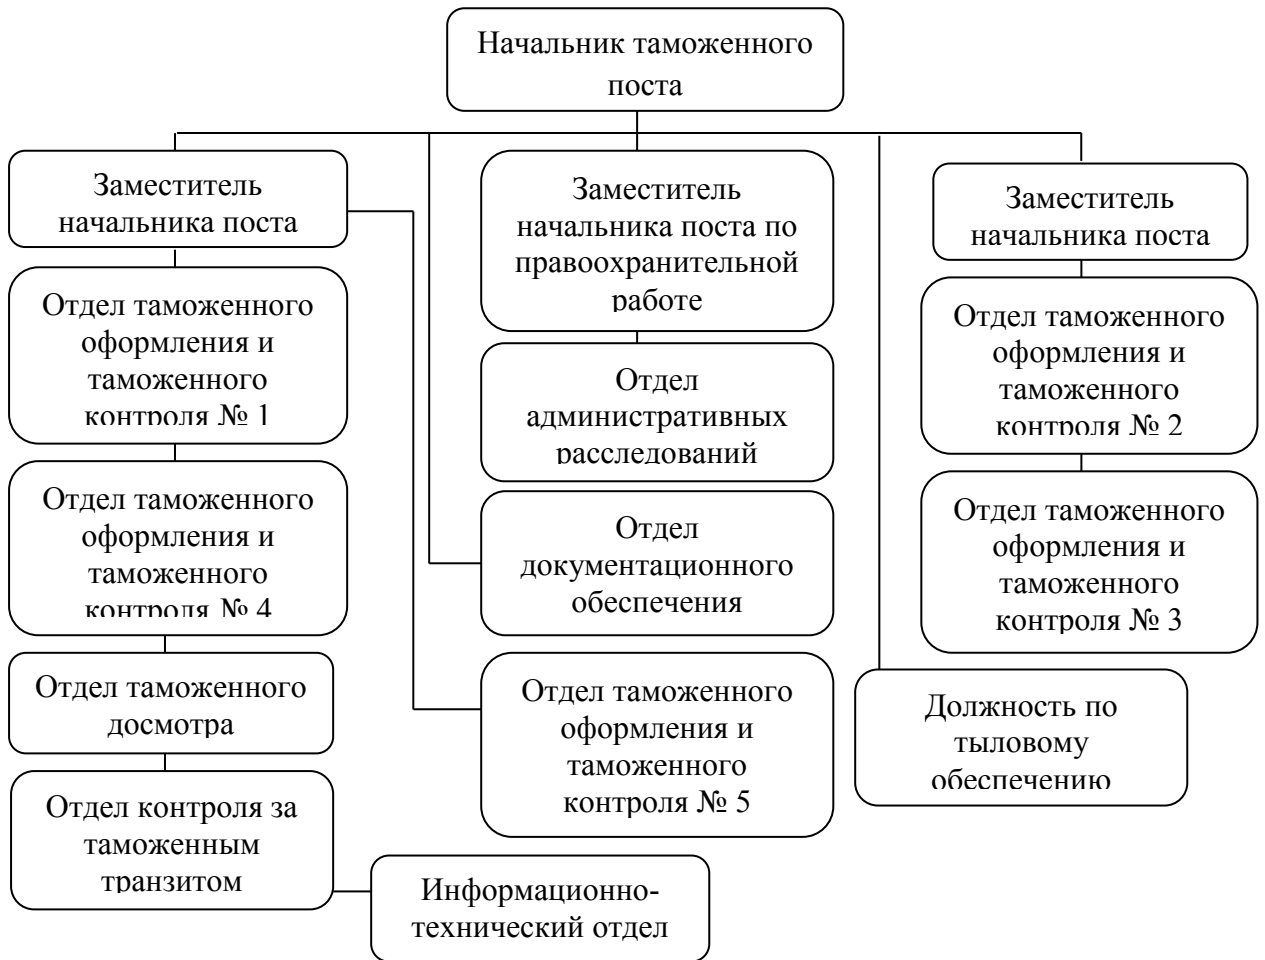 Начальник таможенного
поста
Заместитель
начальника поста
Заместитель
начальника поста по
правоохранительной
работе
Заместитель
начальника поста
Отдел таможенного
оформления и
таможенного
контроля № 1
Отдел
административных
расследований
Отдел таможенного
оформления и
таможенного
контроля № 2
Отдел таможенного
оформления и
таможенного
контроля № 4
Отдел
документационного
обеспечения
Отдел таможенного
оформления и
таможенного
контроля № 3
Отдел таможенного
досмотра
Отдел таможенного
оформления и
таможенного
контроля № 5
Должность по
тыловому
обеспечению
Отдел контроля за
таможенным
транзитом
Информационно-
технический отдел